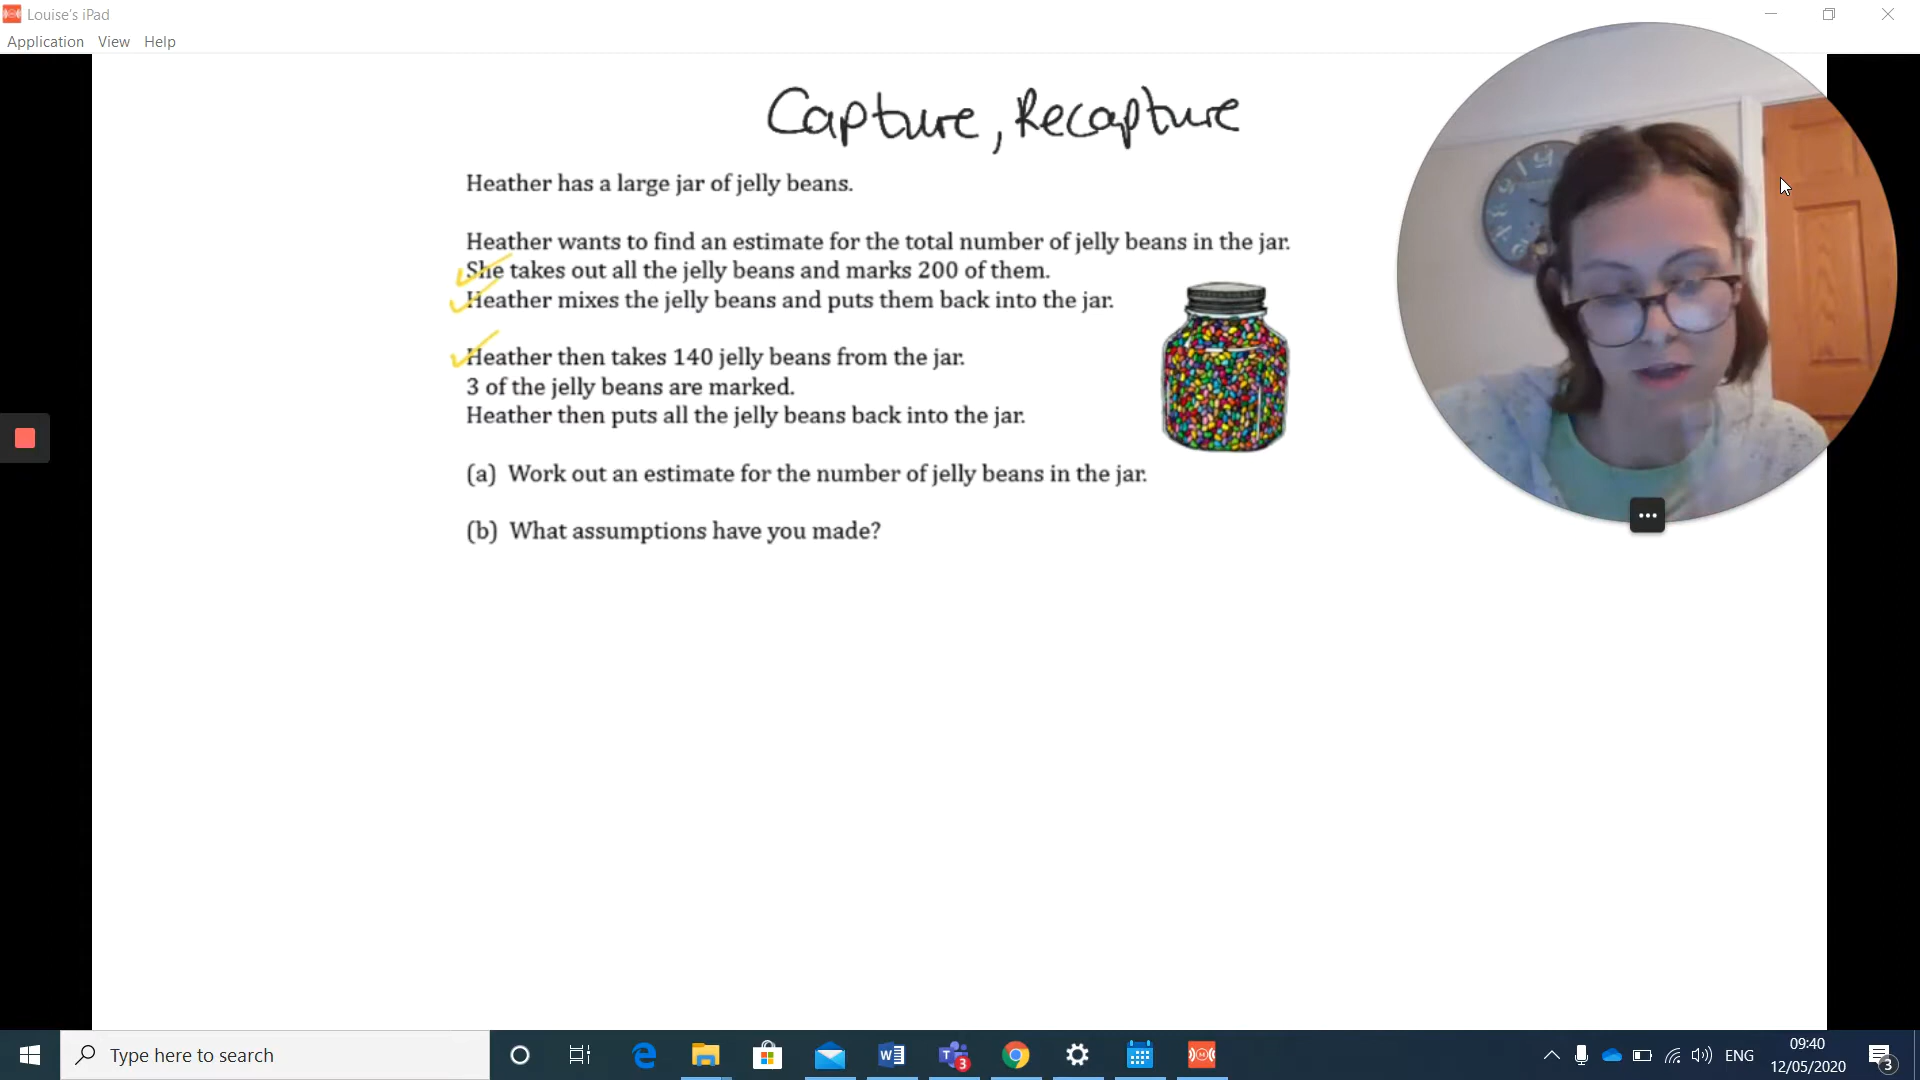 Louise's iPad
Application View Help
Capture, Recapture
Heather has a large jar of jelly beans.
Heather wants to find an estimate for the total number of jelly beans in the jar.
She takes out all the jelly beans and marks 200 of them.
Heather mixes the jelly beans and puts them back into the jar.
Heather then takes 140 jelly beans from the jar.
3 of the jelly beans are marked.
Heather then puts all the jelly beans back into the jar.
(a) Work out an estimate for the number of jelly beans in the jar.
(b) What assumptions have you made?
Type here to search
ENG
09:40
12/05/2020
3
3